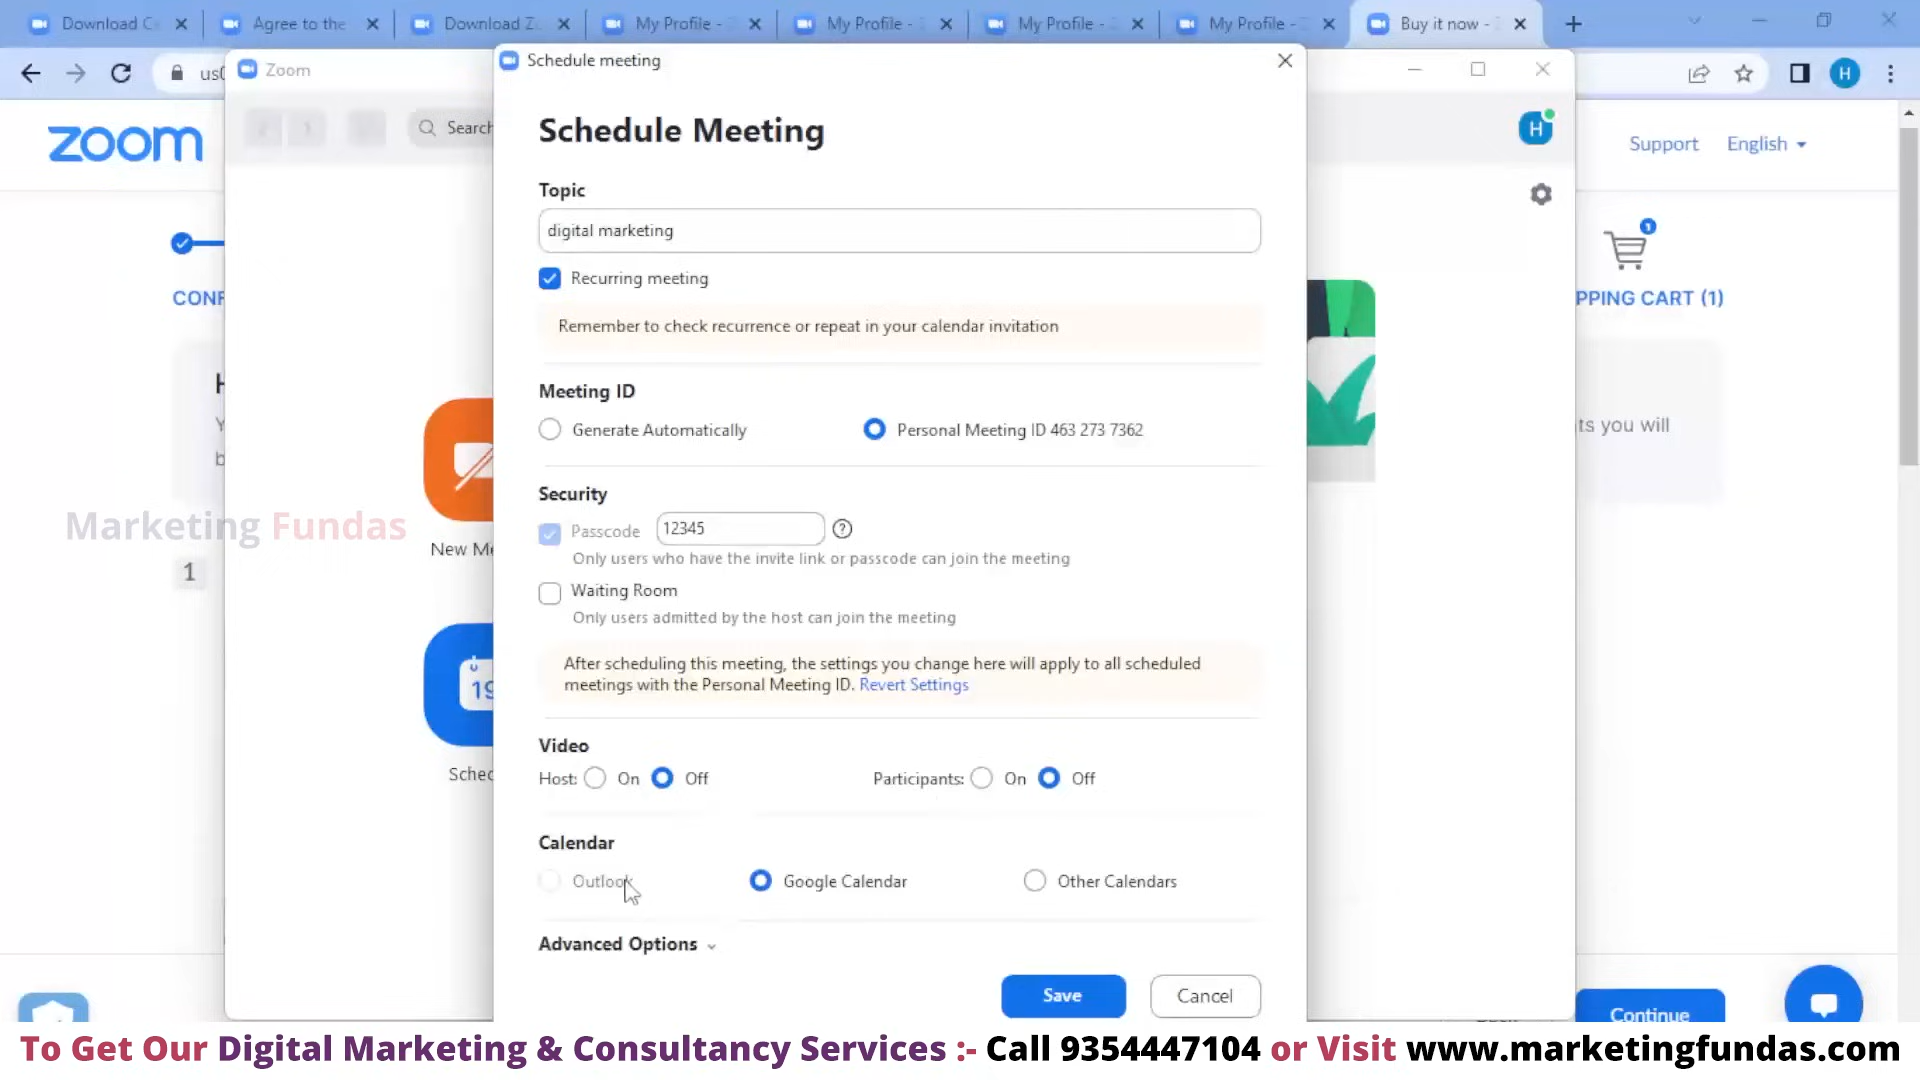 Download Ce
Agree to the
Download Z
My Profile -
My Profile -
My Profile -
My Profile -
Buy it now -
us0
H
Zoom
Schedule meeting
zoom
Search
H
Support
English
Schedule Meeting
Topic
digital marketing
Recurring meeting
Remember to check recurrence or repeat in your calendar invitation
1
CONF
PPING CART (1)
Meeting ID
Generate Automatically
Personal Meeting ID 463 273 7362
ts you will
Security
Passcode
12345
?
Only users who have the invite link or passcode can join the meeting
Waiting Room
Only users admitted by the host can join the meeting
After scheduling this meeting, the settings you change here will apply to all scheduled
meetings with the Personal Meeting ID. Revert Settings
Marketing Fundas
New Me
1
19
Sched
Video
Host: On Off
Participants: On Off
Calendar
Outlook
Google Calendar
Other Calendars
Advanced Options
Save
Cancel
Continue
To Get Our Digital Marketing & Consultancy Services :- Call 9354447104 or Visit www.marketingfundas.com